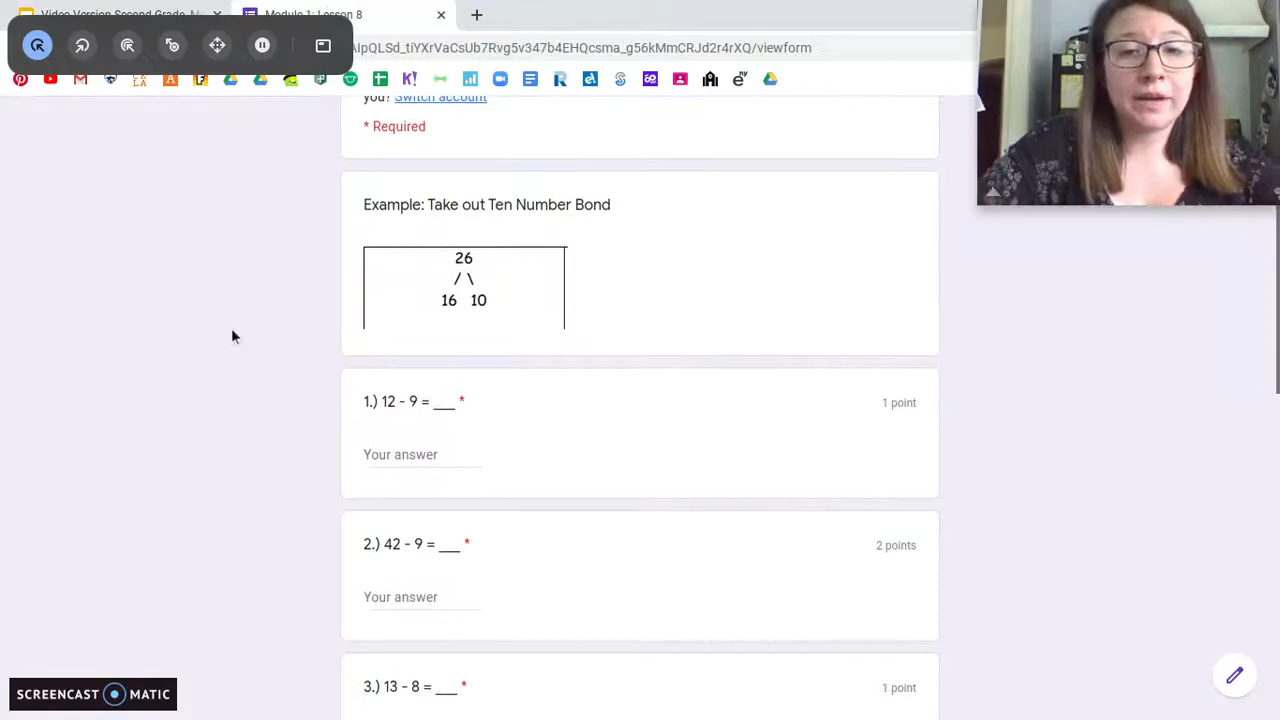 Module 1: Lesson 8
AIpQLSd_tiYXrVaCsUb7Rvg5v347b4EHQcsma_g56kMmCRJd2r4rXQ/viewform
you? Switch account
* Required
Example: Take out Ten Number Bond
26
/ \
16 10
1.) 12 - 9 = ___ *
1 point
Your answer
2.) 42 - 9 = ___ *
2 points
Your answer
3.) 13 - 8 = ___ *
1 point
SCREENCAST MATIC